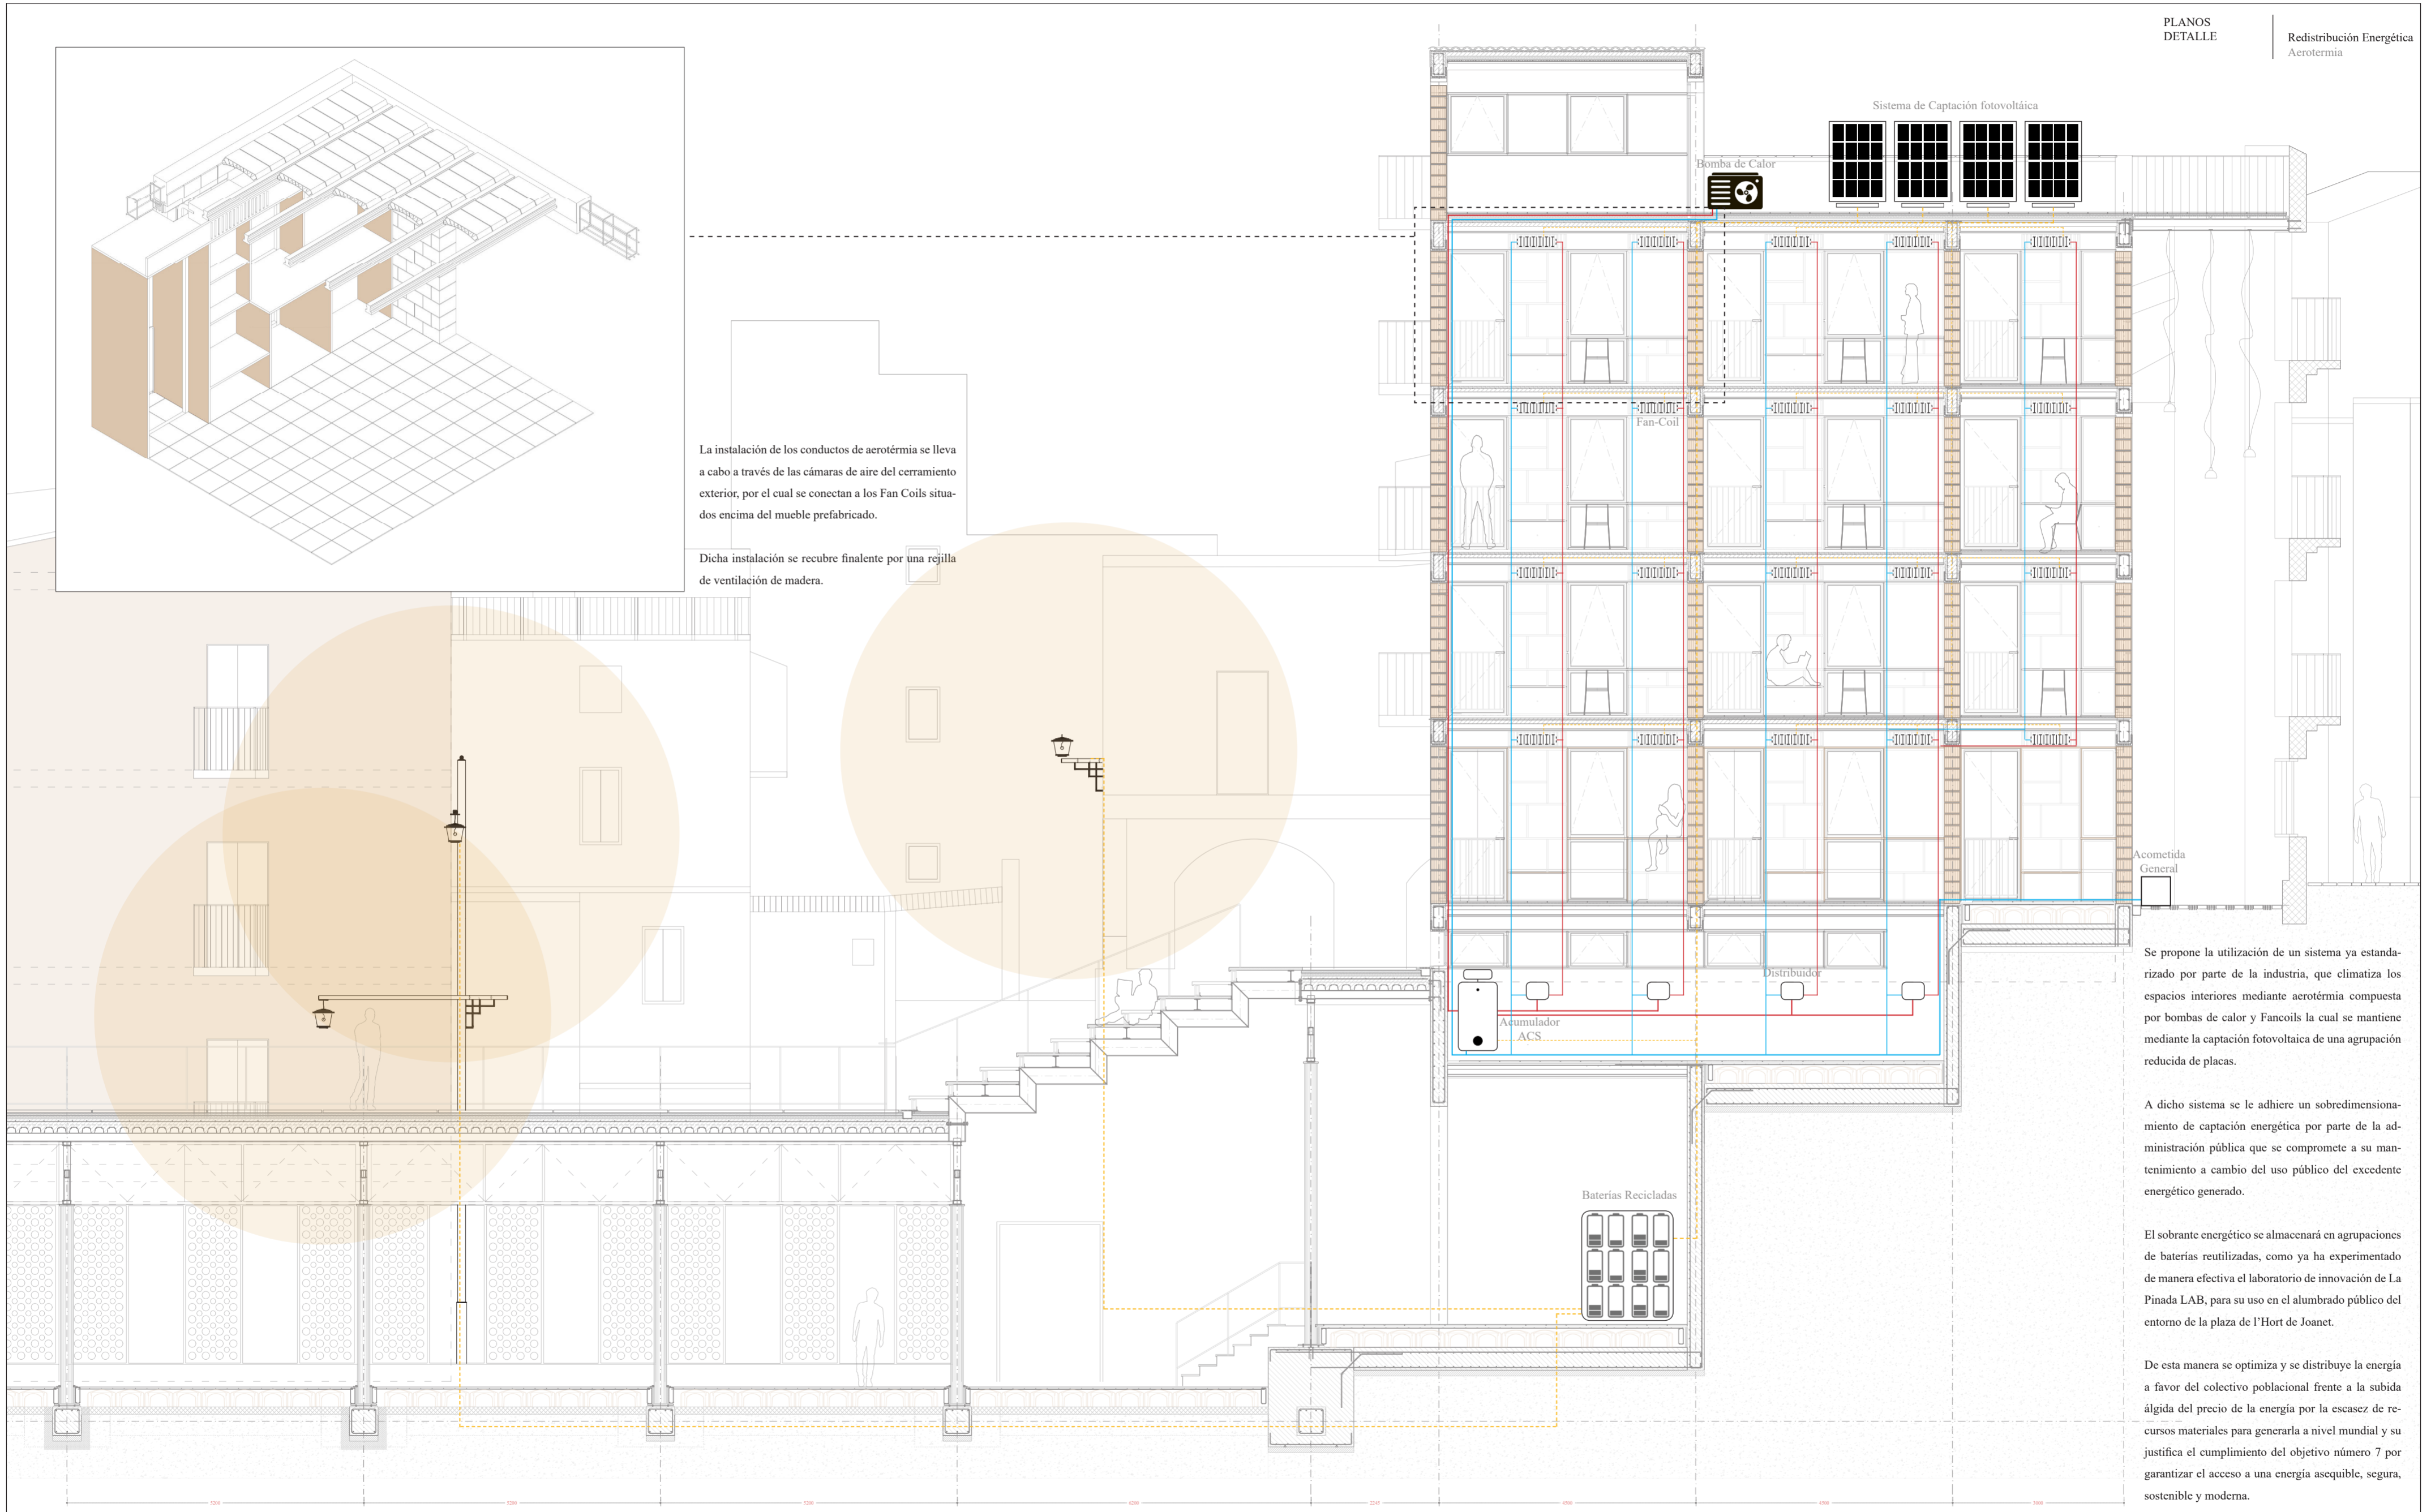 PLANOS
DETALLE
Redistribución Energética
Aerotermia
Sistema de Captación fotovoltáica
Bomba de Calor
Fan-Coil
La instalación de los conductos de aerotérmia se lleva
a cabo a través de las cámaras de aire del cerramiento
exterior, por el cual se conectan a los Fan Coils situa-
dos encima del mueble prefabricado.
Dicha instalación se recubre finalente por una rejilla
de ventilación de madera.
Acometida
General
Distribuidor
Acumulador
ACS
Baterías Recicladas
Se propone la utilización de un sistema ya estanda-
rizado por parte de la industria, que climatiza los
espacios interiores mediante aerotérmia compuesta
por bombas de calor y Fancoils la cual se mantiene
mediante la captación fotovoltaica de una agrupación
reducida de placas.
A dicho sistema se le adhiere un sobredimensiona-
miento de captación energética por parte de la ad-
ministración pública que se compromete a su man-
tenimiento a cambio del uso público del excedente
energético generado.
El sobrante energético se almacenará en agrupaciones
de baterías reutilizadas, como ya ha experimentado
de manera efectiva el laboratorio de innovación de La
Pinada LAB, para su uso en el alumbrado público del
entorno de la plaza de l'Hort de Joanet.
De esta manera se optimiza y se distribuye la energía
a favor del colectivo poblacional frente a la subida
álgida del precio de la energía por la escasez de re-
cursos materiales para generarla a nivel mundial y su
justifica el cumplimiento del objetivo número 7 por
garantizar el acceso a una energía asequible, segura,
sostenible y moderna.